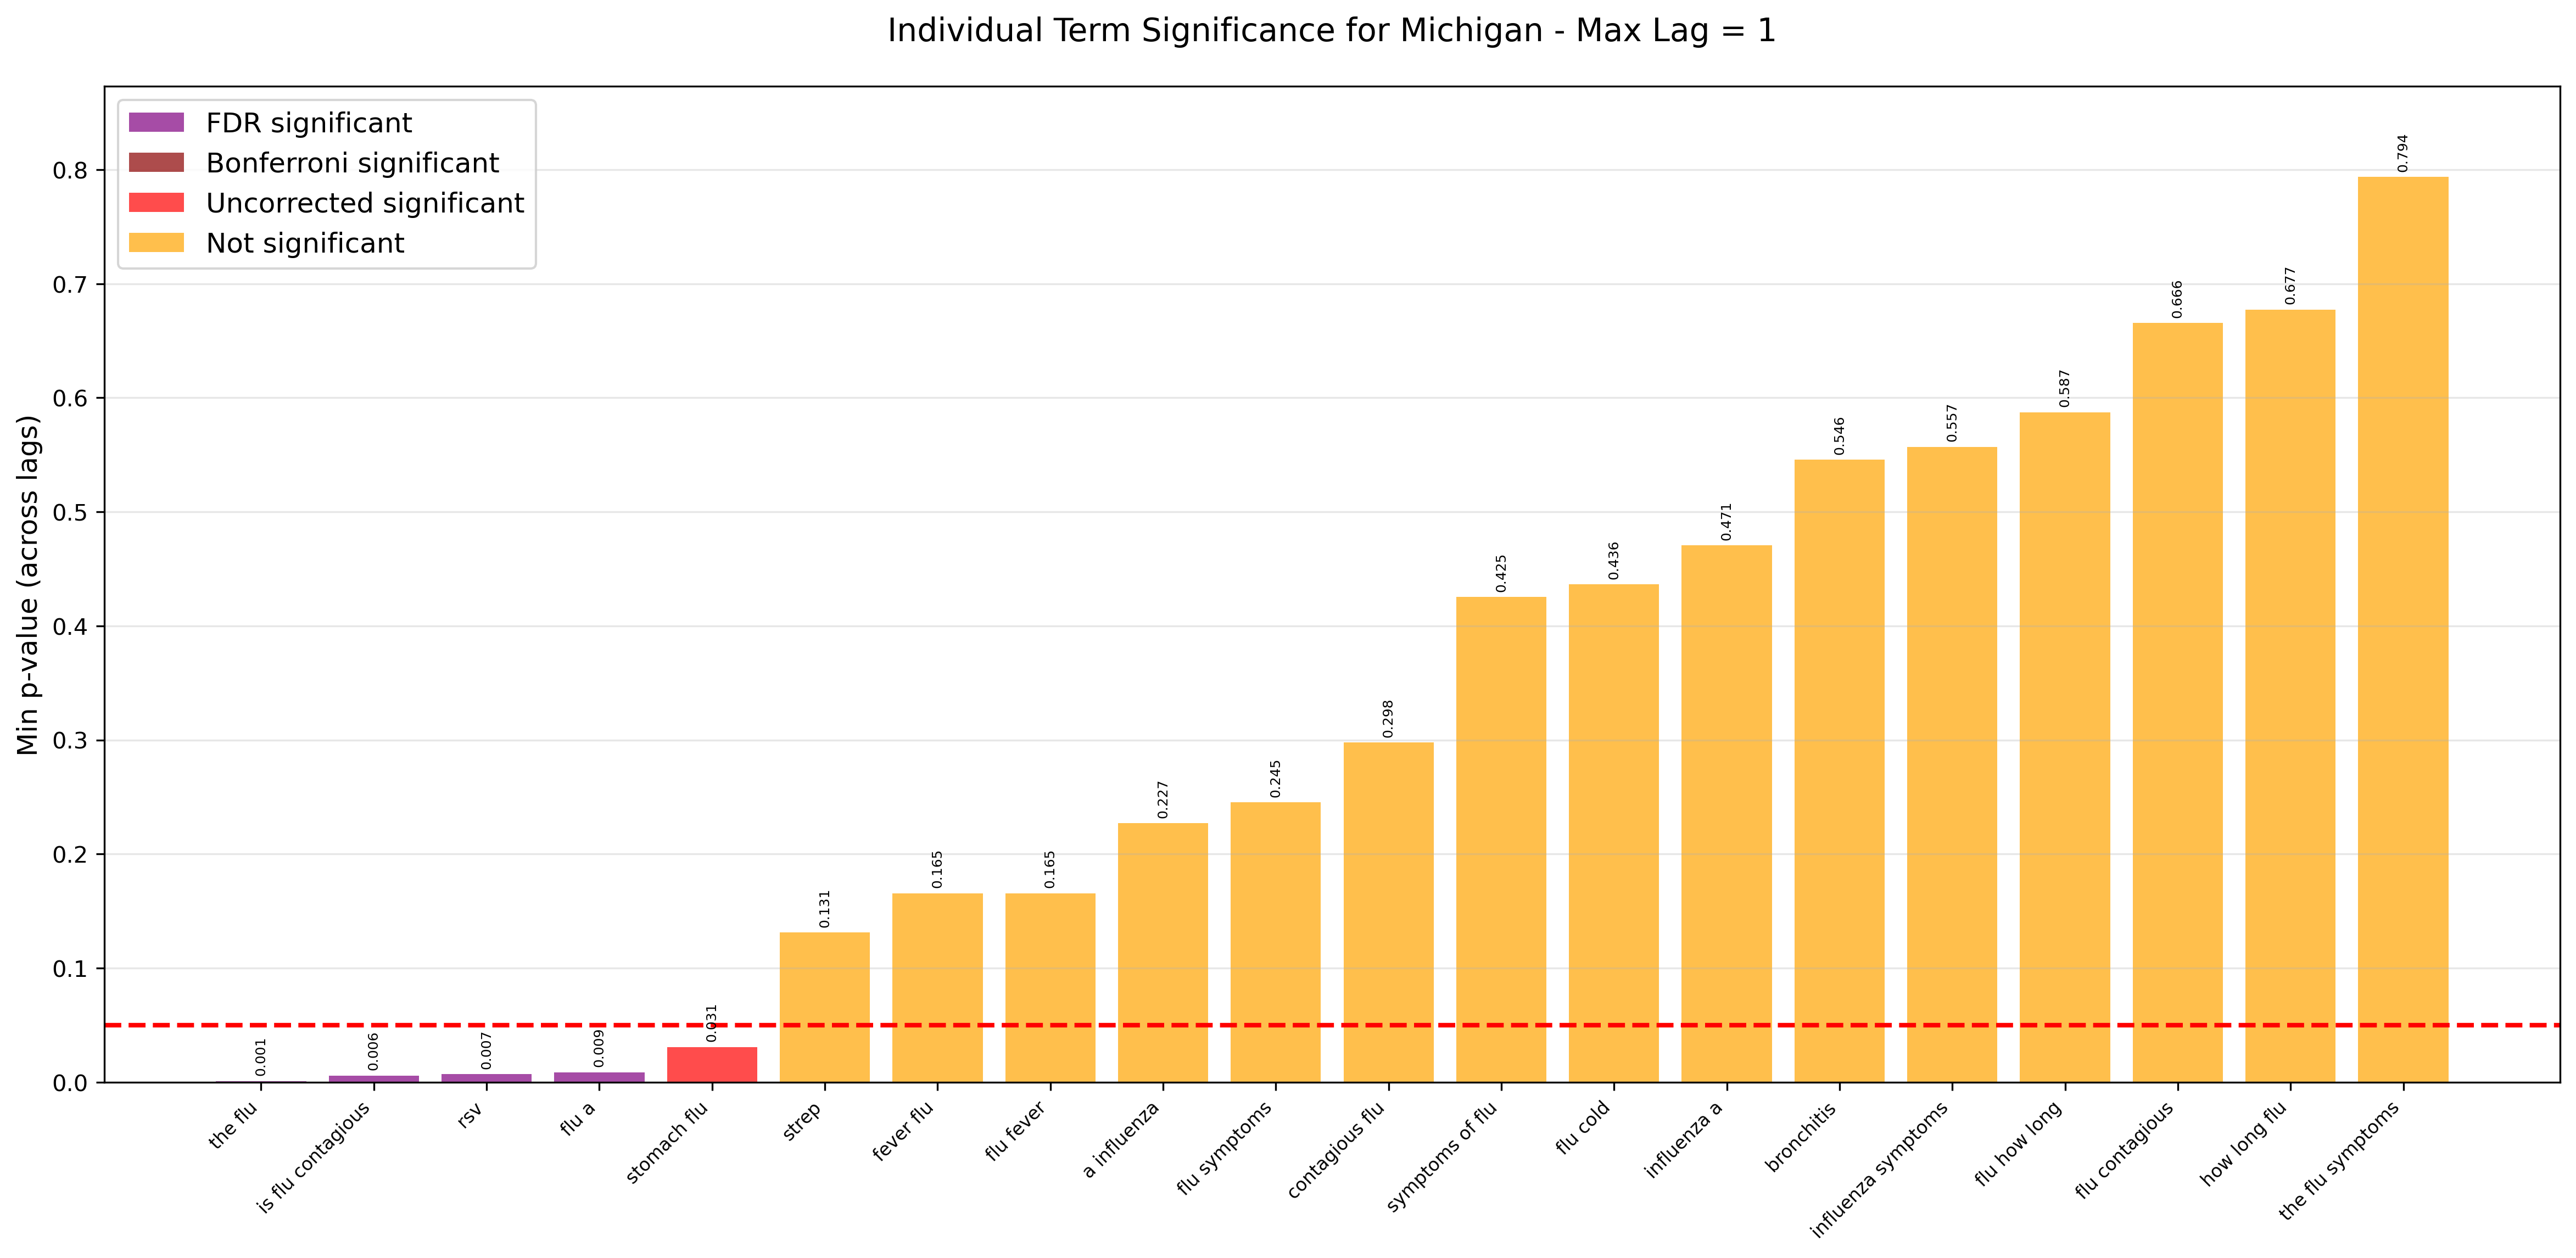 Individual Term Significance for Michigan - Max Lag = 1
FDR significant
Bonferroni significant
Uncorrected significant
Not significant
Min p-value (across lags)
0.8
0.7
0.6
0.5
0.4
0.3
0.2
0.1
0.0
0.001
0.006
0.007
0.009
0.031
0.131
0.165
0.165
0.227
0.245
0.298
0.425
0.436
0.471
0.546
0.557
0.587
0.666
0.677
0.794
the flu
is flu contagious
rsv
flu a
stomach flu
strep
fever flu
flu fever
a influenza
flu symptoms
contagious flu
symptoms of flu
flu cold
influenza a
bronchitis
influenza symptoms
flu how long
flu contagious
how long flu
the flu symptoms